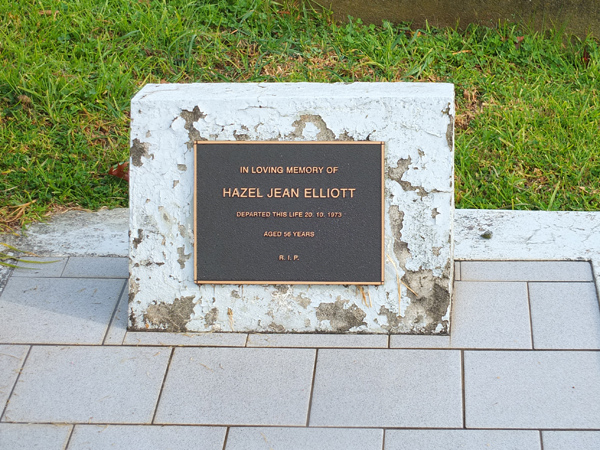 IN LOVING MEMORY OF
HAZEL JEAN ELLIOTT
DEPARTED THIS LIFE 20. 10. 1973
AGED 56 YEARS
R. I. P.